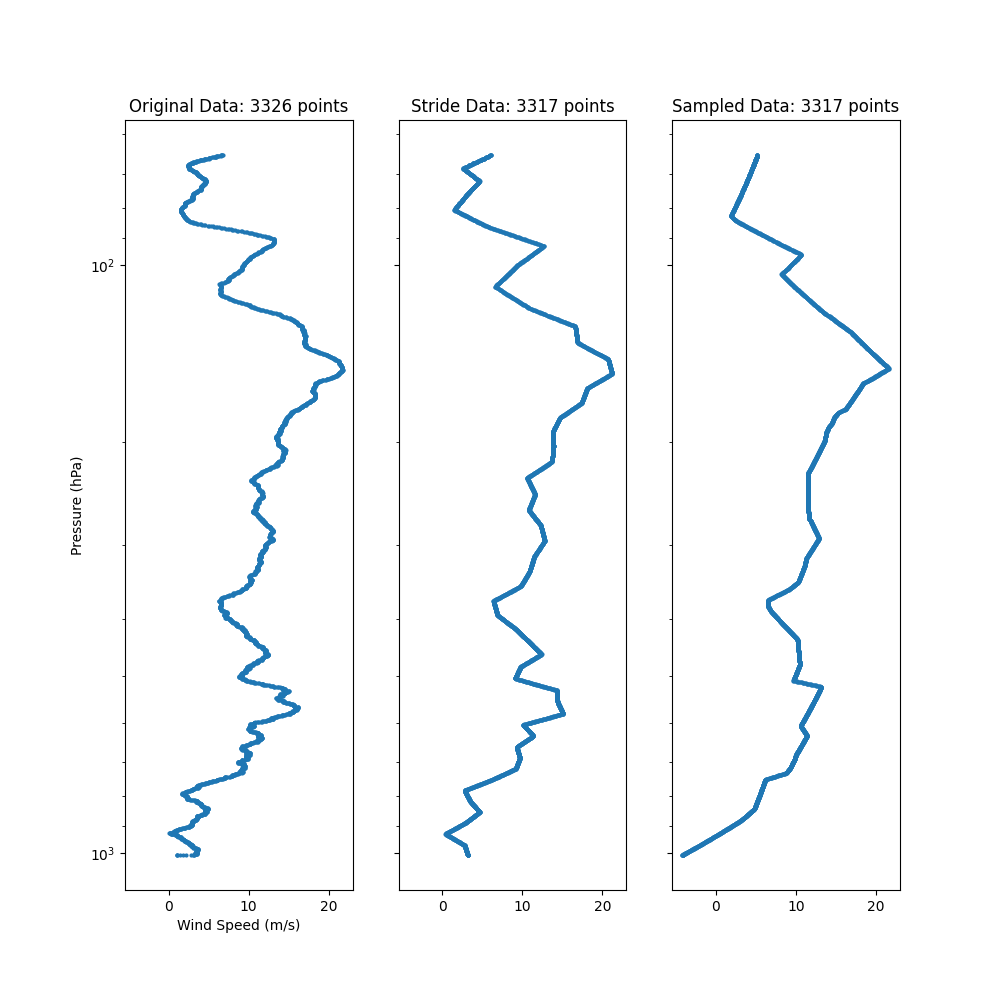 Original Data: 3326 points
Stride Data: 3317 points
Sampled Data: 3317 points
Pressure (hPa)
10²
10³
0 10 20
0 10 20
0 10 20
Wind Speed (m/s)